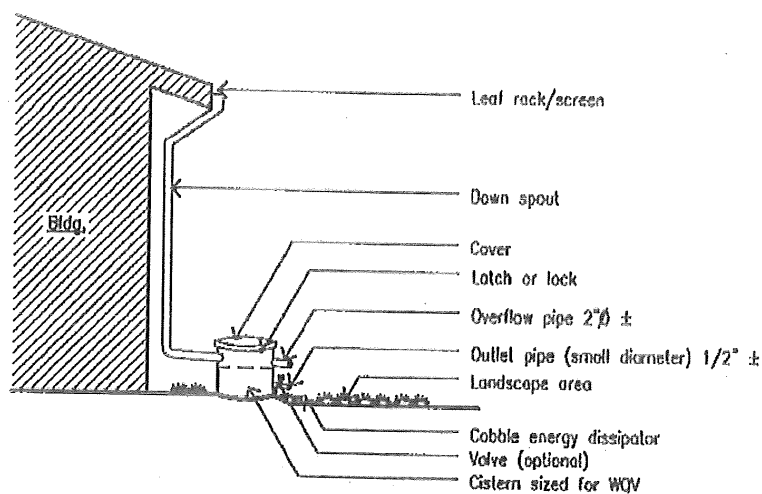 Leaf rack/screen
Down spout
Bldg.
Cover
Latch or lock
Overflow pipe 2"Ø ±
Outlet pipe (small diameter) 1/2" ±
Landscape area
Cobble energy dissipator
Valve (optional)
Cistern sized for WQV